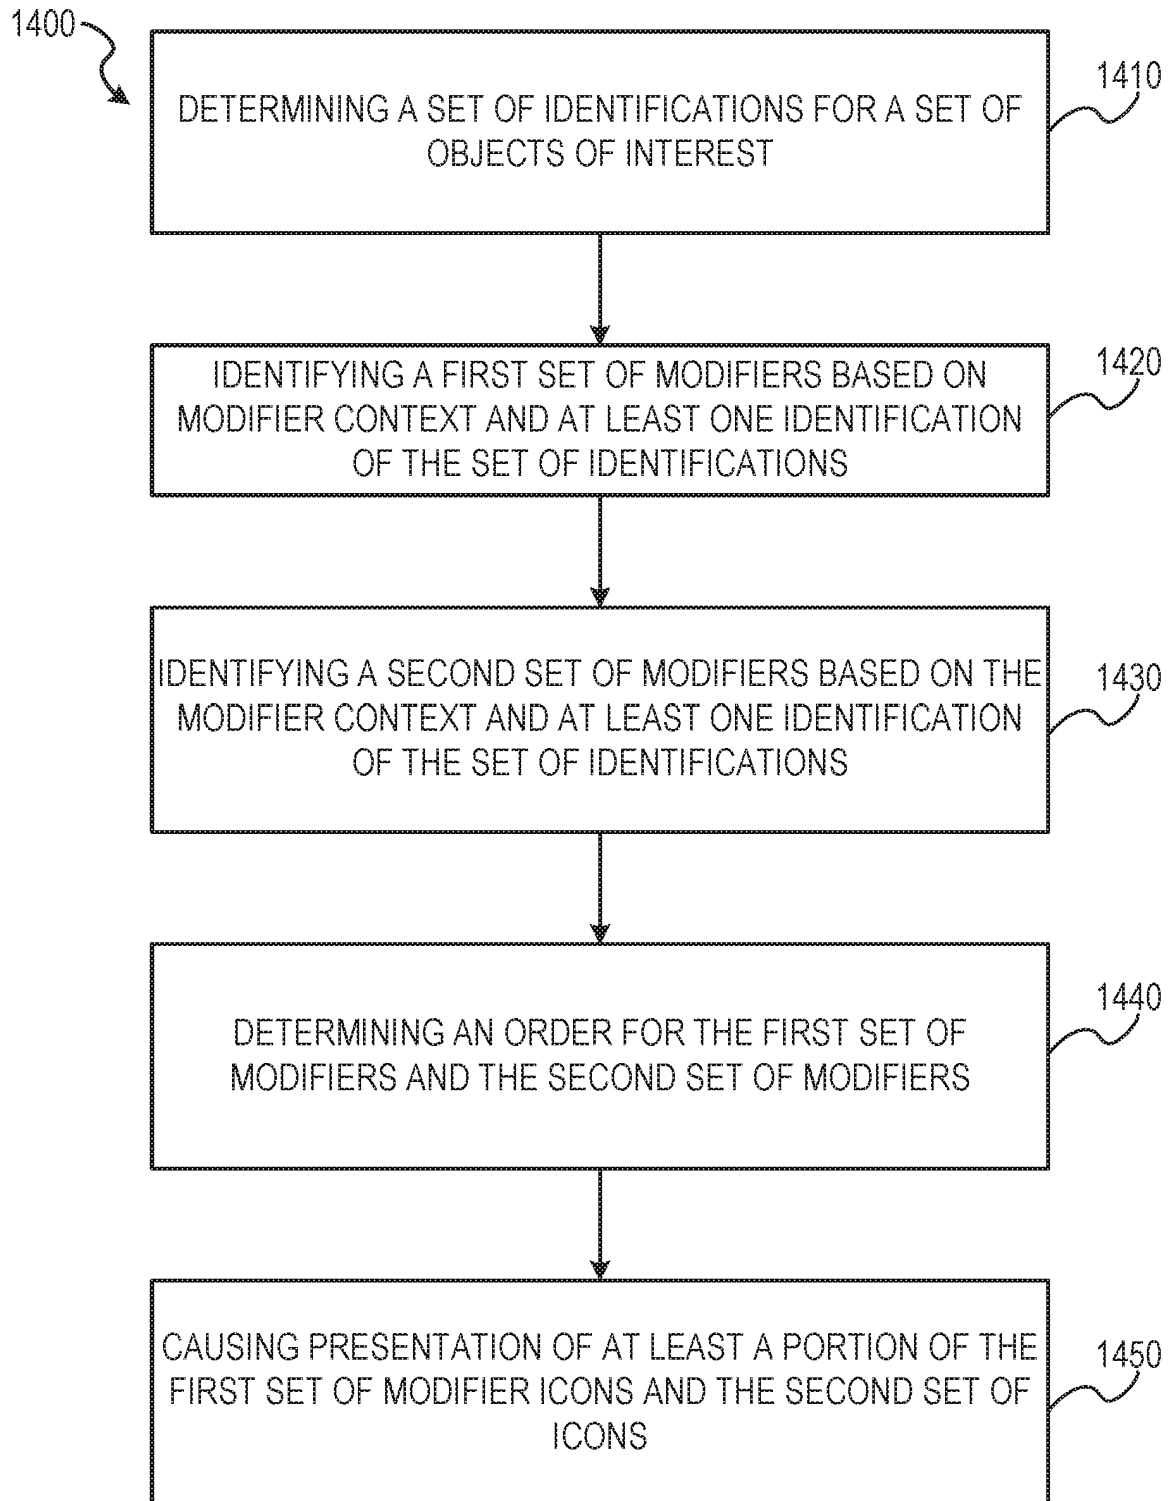 1400
DETERMINING A SET OF IDENTIFICATIONS FOR A SET OF
OBJECTS OF INTEREST
1410
IDENTIFYING A FIRST SET OF MODIFIERS BASED ON
MODIFIER CONTEXT AND AT LEAST ONE IDENTIFICATION
OF THE SET OF IDENTIFICATIONS
1420
IDENTIFYING A SECOND SET OF MODIFIERS BASED ON THE
MODIFIER CONTEXT AND AT LEAST ONE IDENTIFICATION
OF THE SET OF IDENTIFICATIONS
1430
DETERMINING AN ORDER FOR THE FIRST SET OF
MODIFIERS AND THE SECOND SET OF MODIFIERS
1440
CAUSING PRESENTATION OF AT LEAST A PORTION OF THE
FIRST SET OF MODIFIER ICONS AND THE SECOND SET OF
ICONS
1450